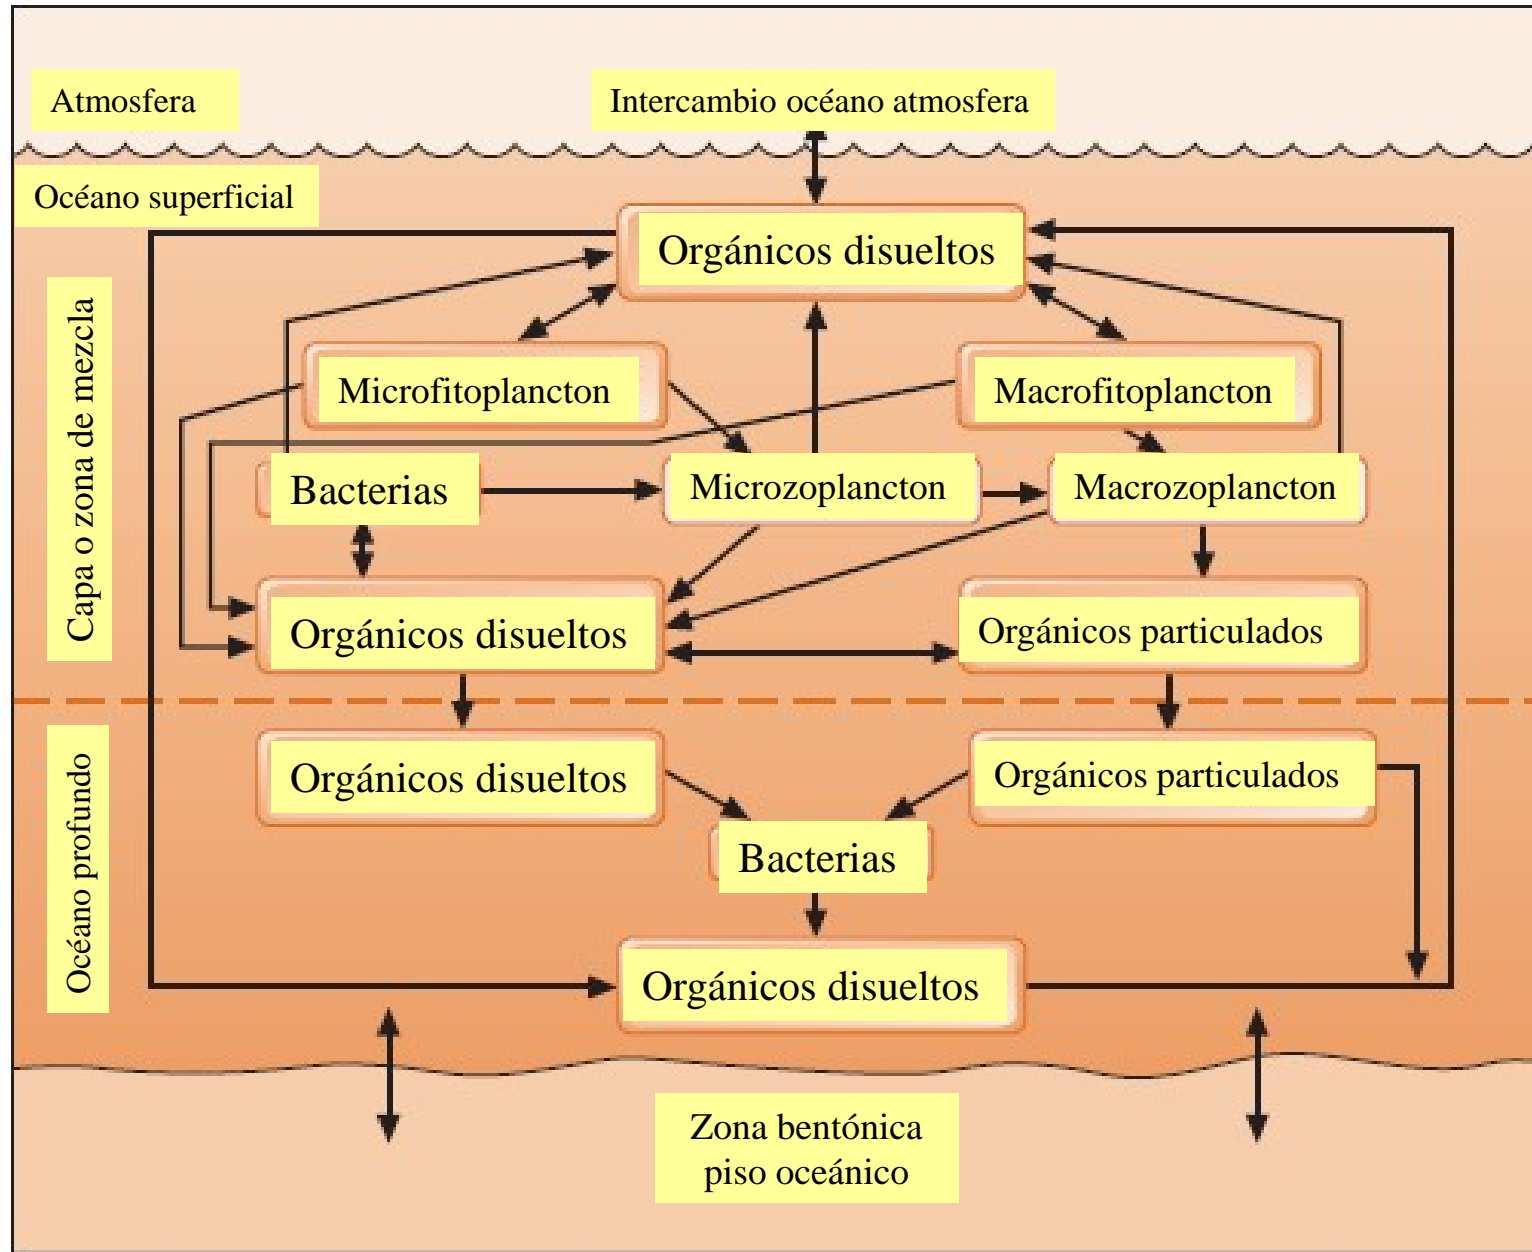 Atmosfera
Intercambio océano atmosfera
Océano superficial
Orgánicos disueltos
Capa o zona de mezcla
Microfitoplancton
Macrofitoplancton
Bacterias
Microzoplancton
Macrozoplancton
Orgánicos disueltos
Orgánicos particulados
Océano profundo
Orgánicos disueltos
Orgánicos particulados
Bacterias
Orgánicos disueltos
Zona bentónica
piso oceánico